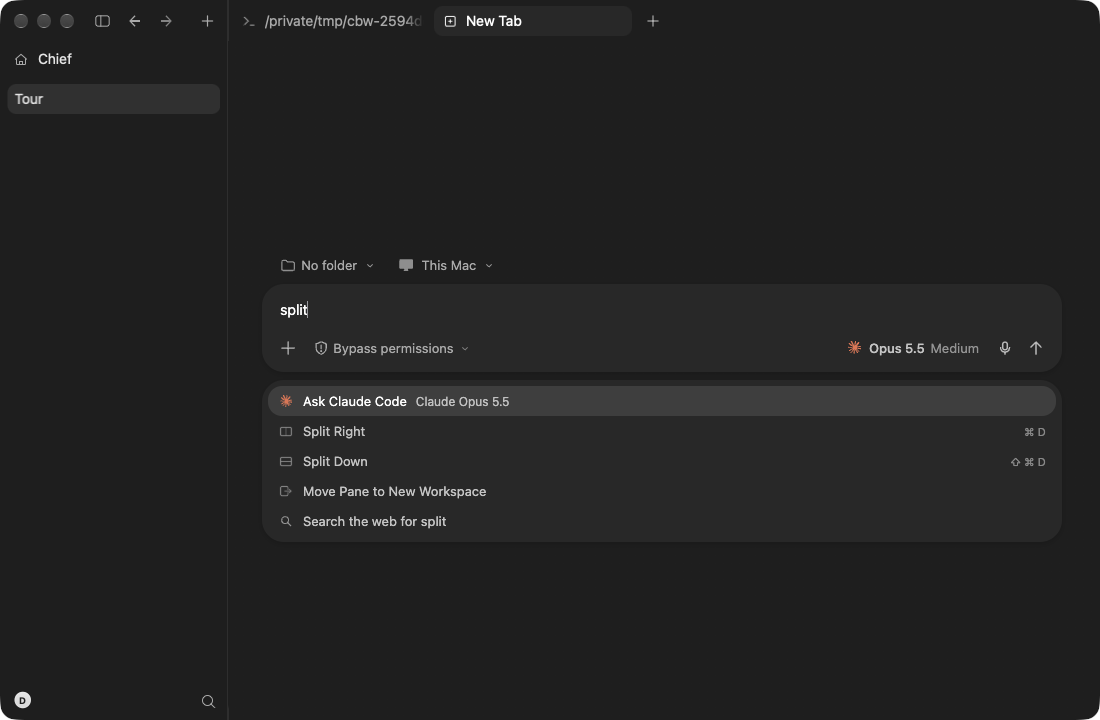 /private/tmp/cbw-2594d
New Tab
Chief
Tour
No folder
This Mac
split
Bypass permissions
Opus 5.5 Medium
Ask Claude Code Claude Opus 5.5
Split Right ⌘ D
Split Down ⇧ ⌘ D
Move Pane to New Workspace
Search the web for split
D